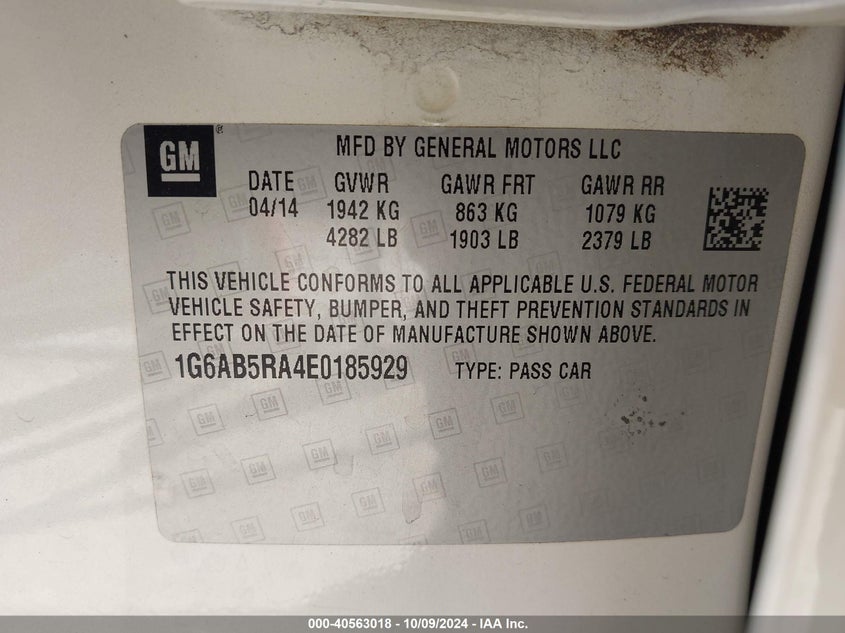 GM
®
MFD BY GENERAL MOTORS LLC
DATE GVWR GAWR FRT GAWR RR
04/14 1942 KG 863 KG 1079 KG
4282 LB 1903 LB 2379 LB
THIS VEHICLE CONFORMS TO ALL APPLICABLE U.S. FEDERAL MOTOR
VEHICLE SAFETY, BUMPER, AND THEFT PREVENTION STANDARDS IN
EFFECT ON THE DATE OF MANUFACTURE SHOWN ABOVE.
1G6AB5RA4E0185929 TYPE: PASS CAR
000-40563018 - 10/09/2024 - IAA Inc.